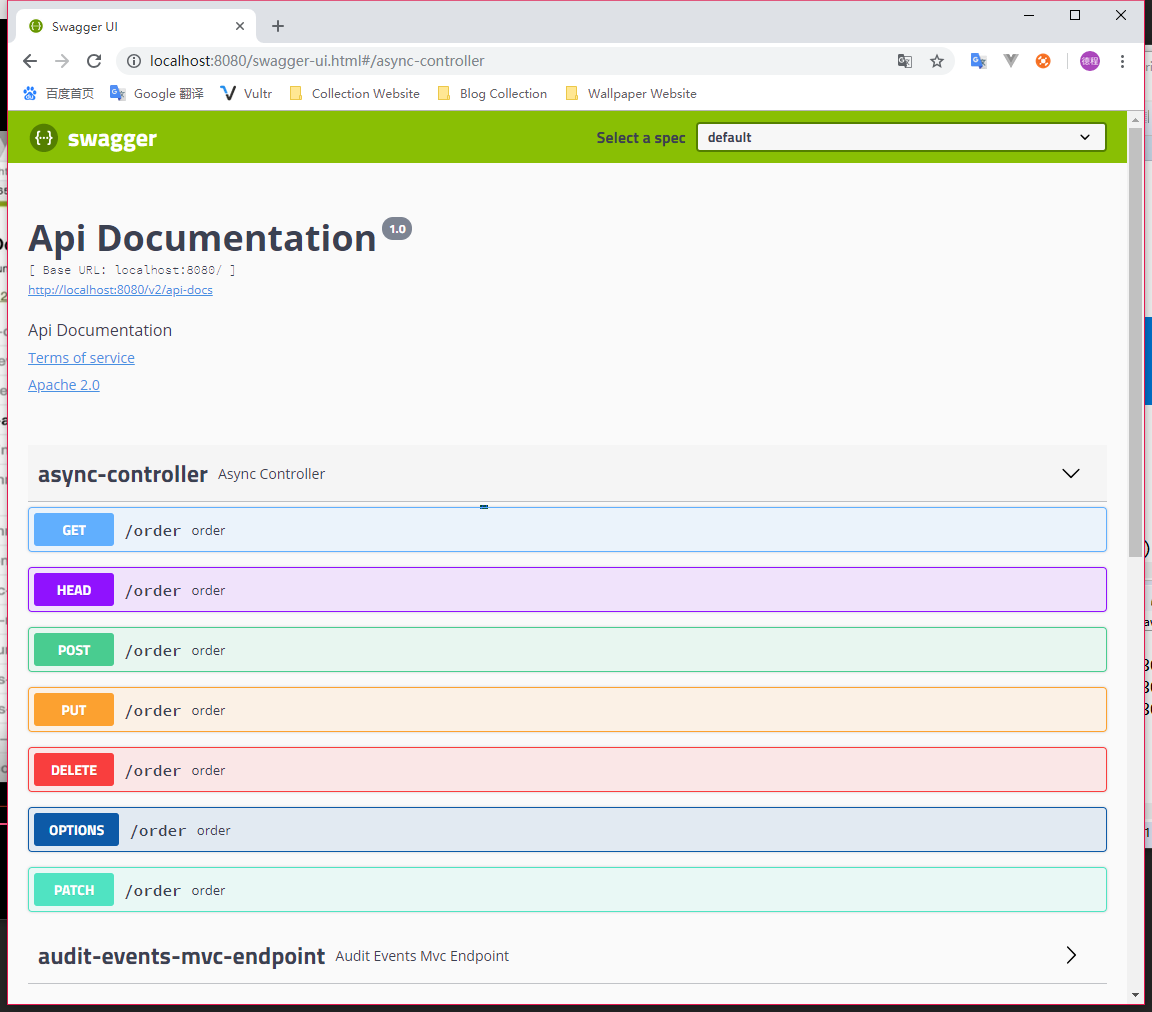 Swagger UI
localhost:8080/swagger-ui.html#/async-controller
德程
百度首页 Google 翻译 Vultr Collection Website Blog Collection Wallpaper Website
{···} swagger Select a spec default
Api Documentation 1.0
[ Base URL: localhost:8080/ ]
http://localhost:8080/v2/api-docs
Api Documentation
Terms of service
Apache 2.0
async-controller Async Controller
GET /order order
HEAD /order order
POST /order order
PUT /order order
DELETE /order order
OPTIONS /order order
PATCH /order order
audit-events-mvc-endpoint Audit Events Mvc Endpoint